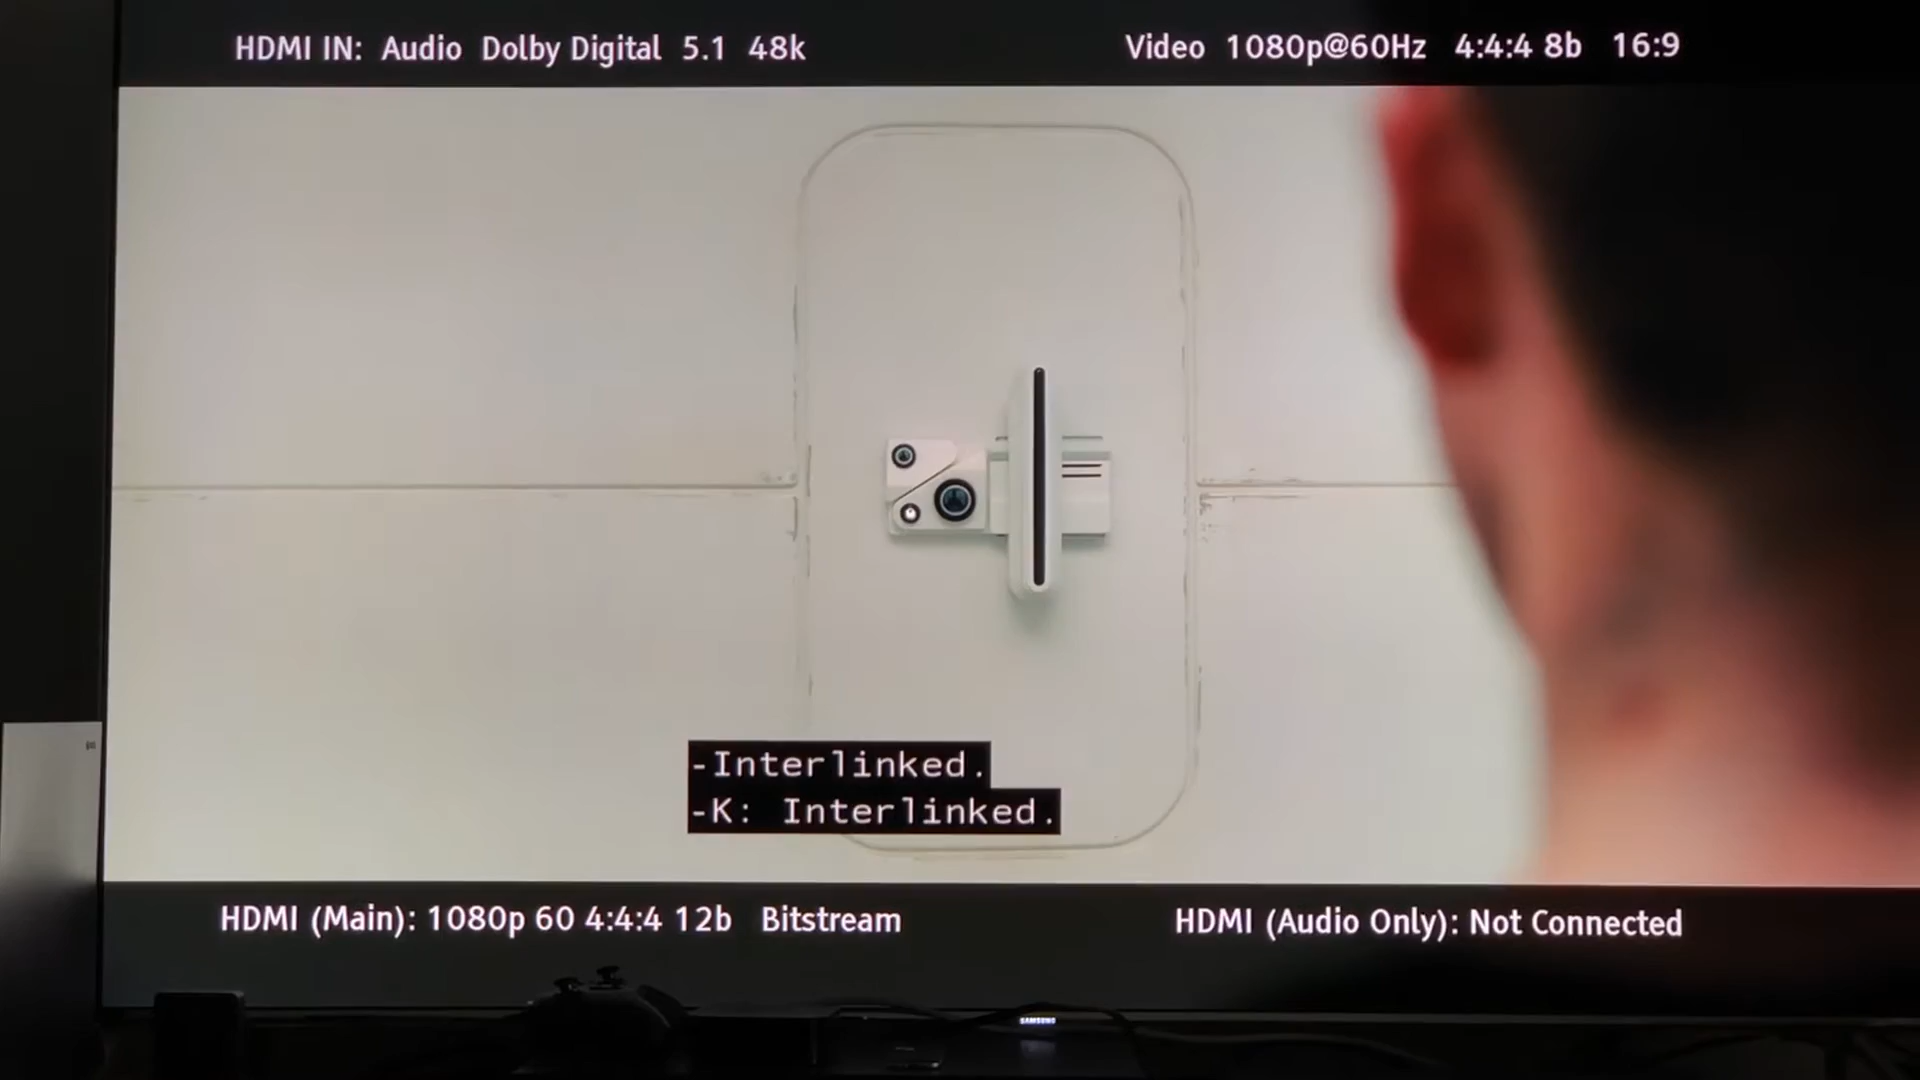 HDMI IN: Audio Dolby Digital 5.1 48k
Video 1080p@60Hz 4:4:4 8b 16:9
-Interlinked.
-K: Interlinked.
HDMI (Main): 1080p 60 4:4:4 12b Bitstream
HDMI (Audio Only): Not Connected
SAMSUNG